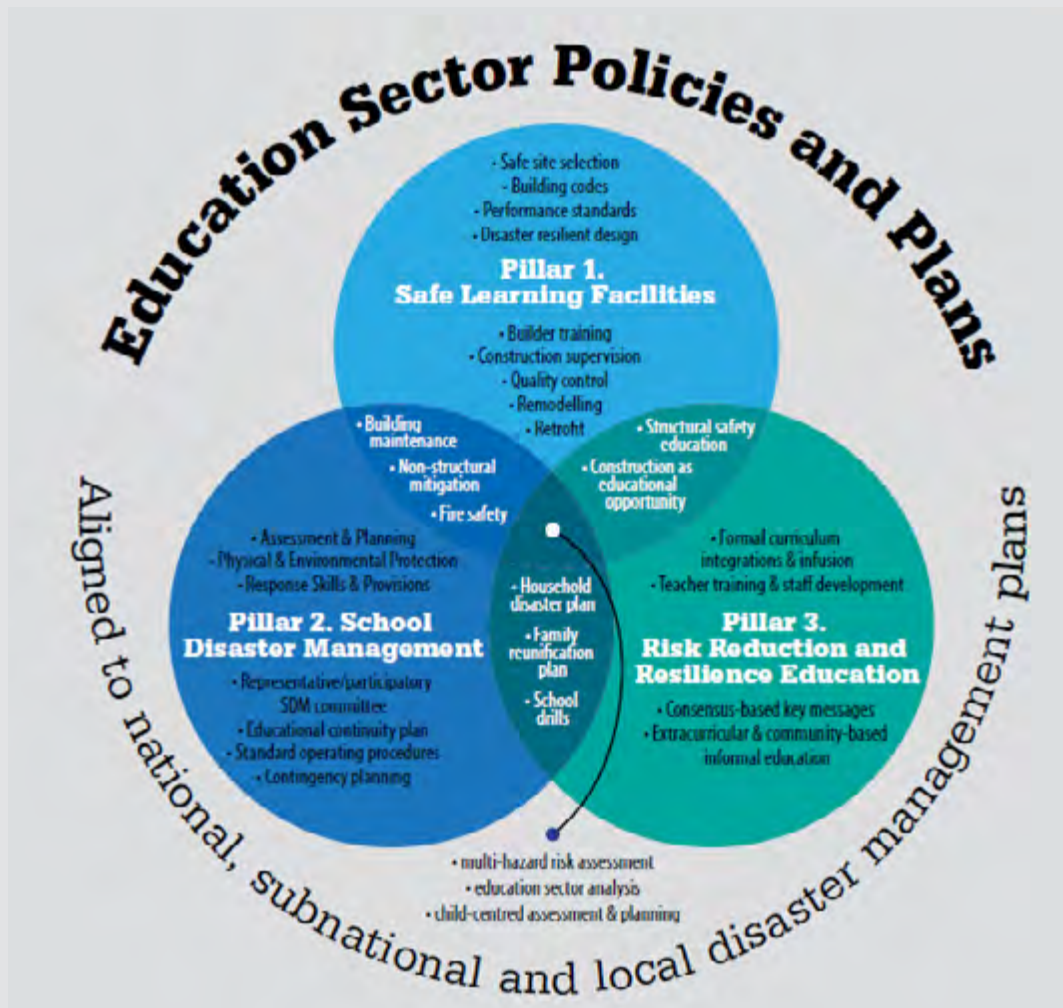 Education Sector Policies and Plans
• Safe site selection
• Building codes
• Performance standards
• Disaster resilient design
Pillar 1.
Safe Learning Facilities
• Builder training
• Construction supervision
• Quality control
• Remodelling
• Retrofit
• Building
maintenance
• Non-structural
mitigation
• Fire safety
• Structural safety
education
• Construction as
educational
opportunity
• Assessment & Planning
• Physical & Environmental Protection
• Response Skills & Provisions
Pillar 2. School
Disaster Management
• Representative/participatory
SDM committee
• Educational continuity plan
• Standard operating procedures
• Contingency planning
• Household
disaster plan
• Family
reunification
plan
• School
drills
• Formal curriculum
integrations & infusion
• Teacher training & staff development
Pillar 3.
Risk Reduction and
Resilience Education
• Consensus-based key messages
• Extracurricular & community-based
informal education
• multi-hazard risk assessment
• education sector analysis
• child-centred assessment & planning
Aligned to national, subnational and local disaster management plans